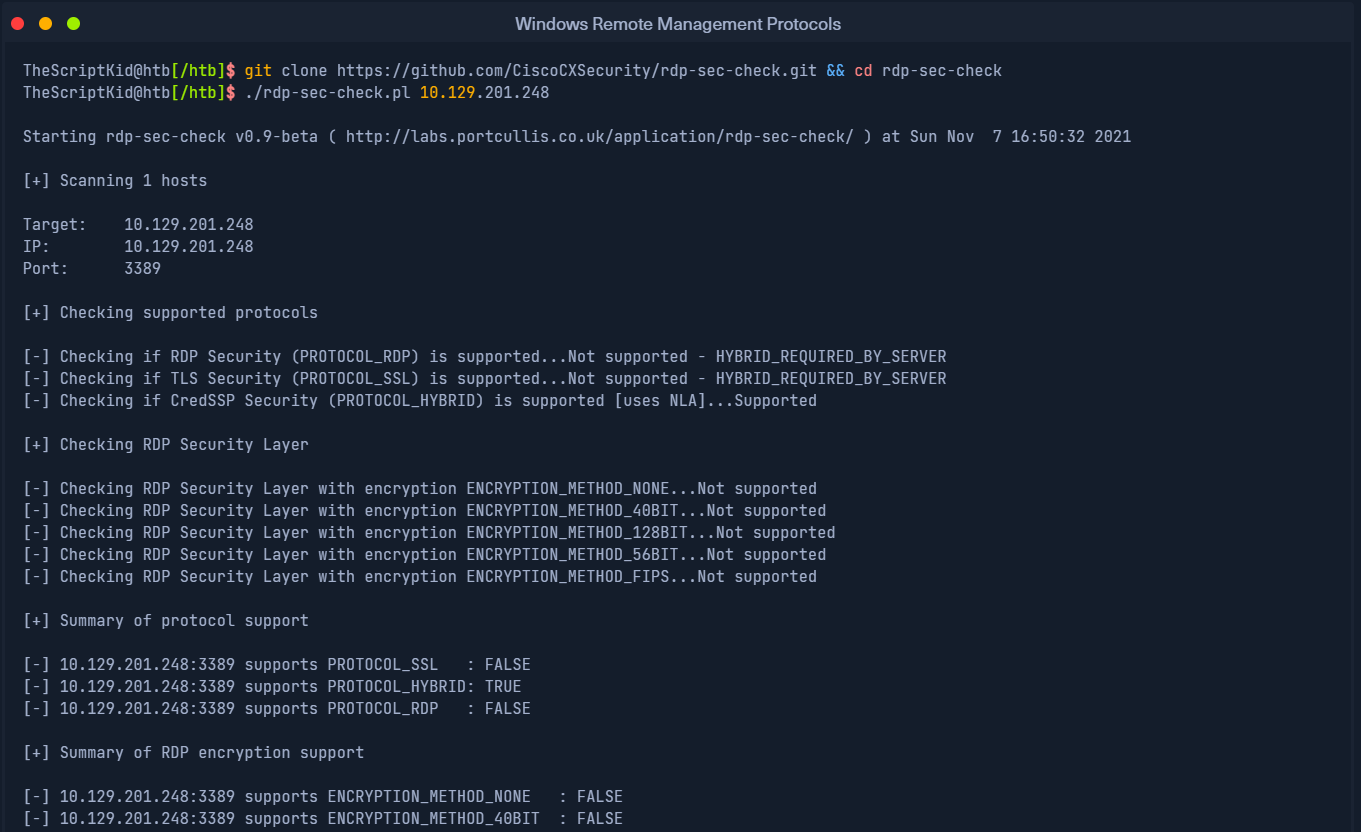 Windows Remote Management Protocols
TheScriptKid@htb[/htb]$ git clone https://github.com/CiscoCXSecurity/rdp-sec-check.git && cd rdp-sec-check
TheScriptKid@htb[/htb]$ ./rdp-sec-check.pl 10.129.201.248
Starting rdp-sec-check v0.9-beta ( http://labs.portcullis.co.uk/application/rdp-sec-check/ ) at Sun Nov  7 16:50:32 2021
[+] Scanning 1 hosts
Target:    10.129.201.248
IP:        10.129.201.248
Port:      3389
[+] Checking supported protocols
[-] Checking if RDP Security (PROTOCOL_RDP) is supported...Not supported - HYBRID_REQUIRED_BY_SERVER
[-] Checking if TLS Security (PROTOCOL_SSL) is supported...Not supported - HYBRID_REQUIRED_BY_SERVER
[-] Checking if CredSSP Security (PROTOCOL_HYBRID) is supported [uses NLA]...Supported
[+] Checking RDP Security Layer
[-] Checking RDP Security Layer with encryption ENCRYPTION_METHOD_NONE...Not supported
[-] Checking RDP Security Layer with encryption ENCRYPTION_METHOD_40BIT...Not supported
[-] Checking RDP Security Layer with encryption ENCRYPTION_METHOD_128BIT...Not supported
[-] Checking RDP Security Layer with encryption ENCRYPTION_METHOD_56BIT...Not supported
[-] Checking RDP Security Layer with encryption ENCRYPTION_METHOD_FIPS...Not supported
[+] Summary of protocol support
[-] 10.129.201.248:3389 supports PROTOCOL_SSL   : FALSE
[-] 10.129.201.248:3389 supports PROTOCOL_HYBRID: TRUE
[-] 10.129.201.248:3389 supports PROTOCOL_RDP   : FALSE
[+] Summary of RDP encryption support
[-] 10.129.201.248:3389 supports ENCRYPTION_METHOD_NONE   : FALSE
[-] 10.129.201.248:3389 supports ENCRYPTION_METHOD_40BIT  : FALSE